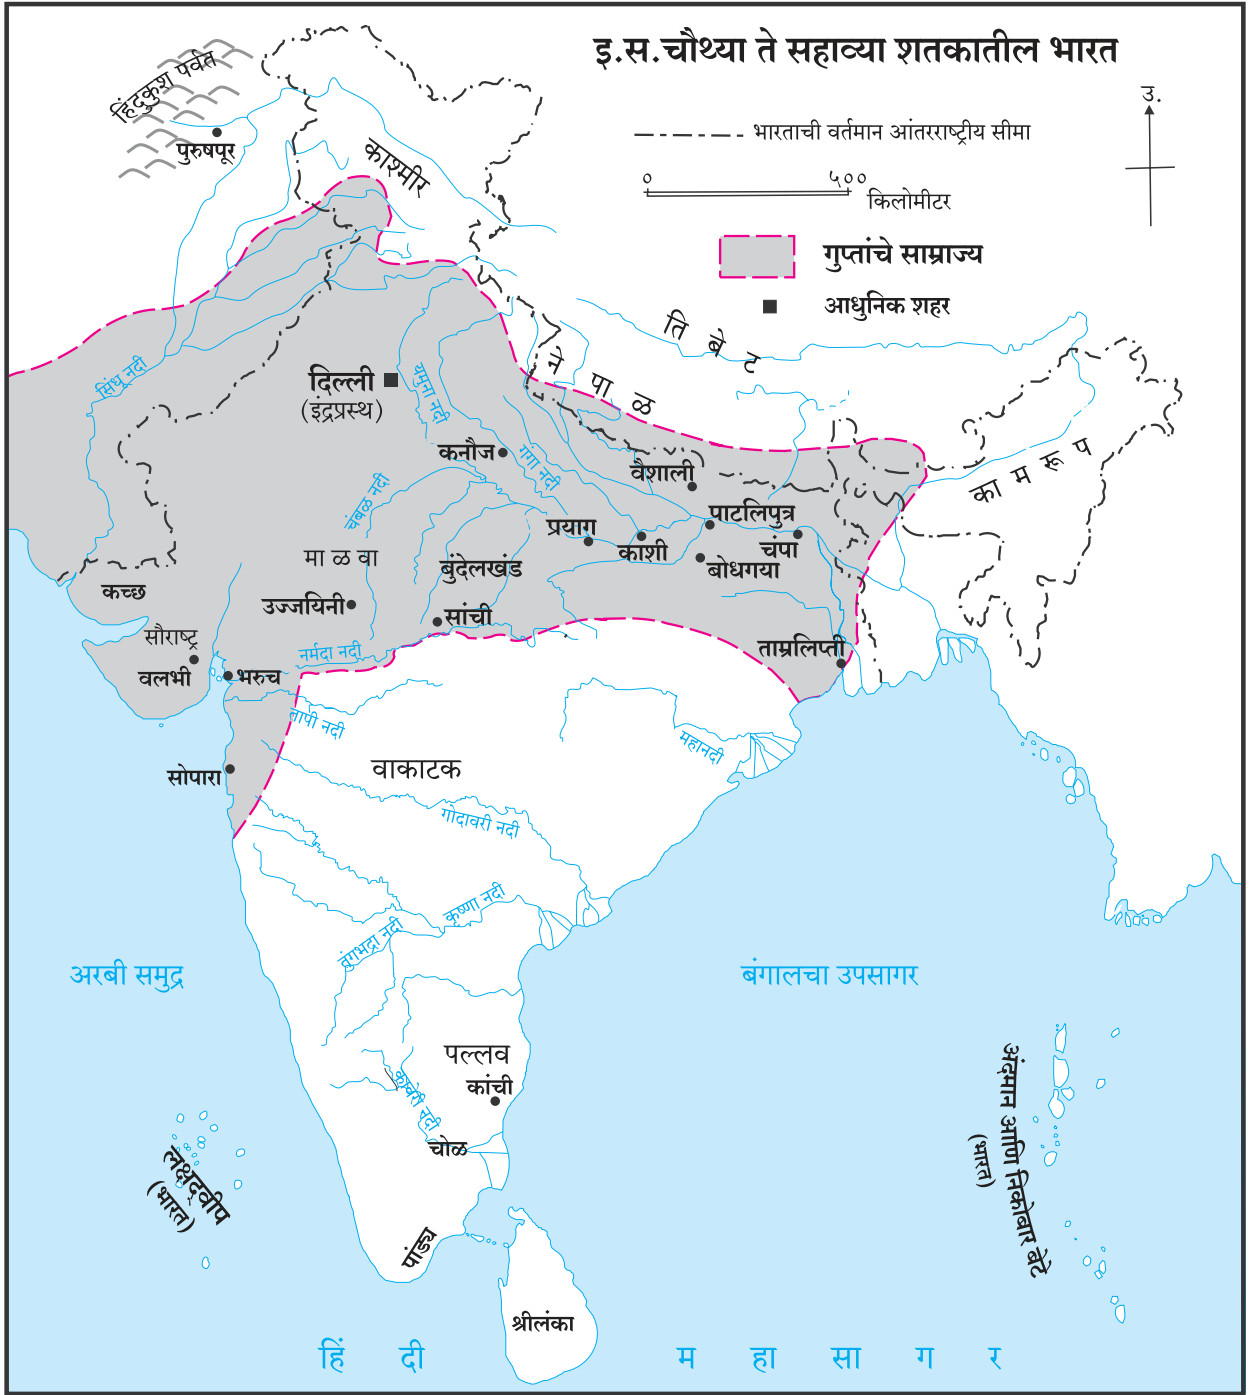 इ.स.चौथ्या ते सहाव्या शतकातील भारत
उ.
भारताची वर्तमान आंतरराष्ट्रीय सीमा
० ५००
किलोमीटर
गुप्तांचे साम्राज्य
आधुनिक शहर
हिंदुकुश पर्वत
पुरुषपूर
काश्मीर
ति बे ट
ने पा ळ
सिंधू नदी
दिल्ली
(इंद्रप्रस्थ)
यमुना नदी
कनौज
गंगा नदी
वैशाली
का म रू प
चंबळ नदी
प्रयाग
काशी
पाटलिपुत्र
चंपा
बोधगया
मा ळ वा
बुंदेलखंड
कच्छ
उज्जयिनी
सांची
सौराष्ट्र
नर्मदा नदी
ताम्रलिप्ती
वलभी
भरुच
तापी नदी
महानदी
सोपारा
वाकाटक
गोदावरी नदी
कृष्णा नदी
तुंगभद्रा नदी
अरबी समुद्र
बंगालचा उपसागर
पल्लव
कांची
कावेरी नदी
चोळ
लक्षद्वीप
(भारत)
अंदमान आणि निकोबार बेटे
(भारत)
पांड्य
श्रीलंका
हिं दी म हा सा ग र